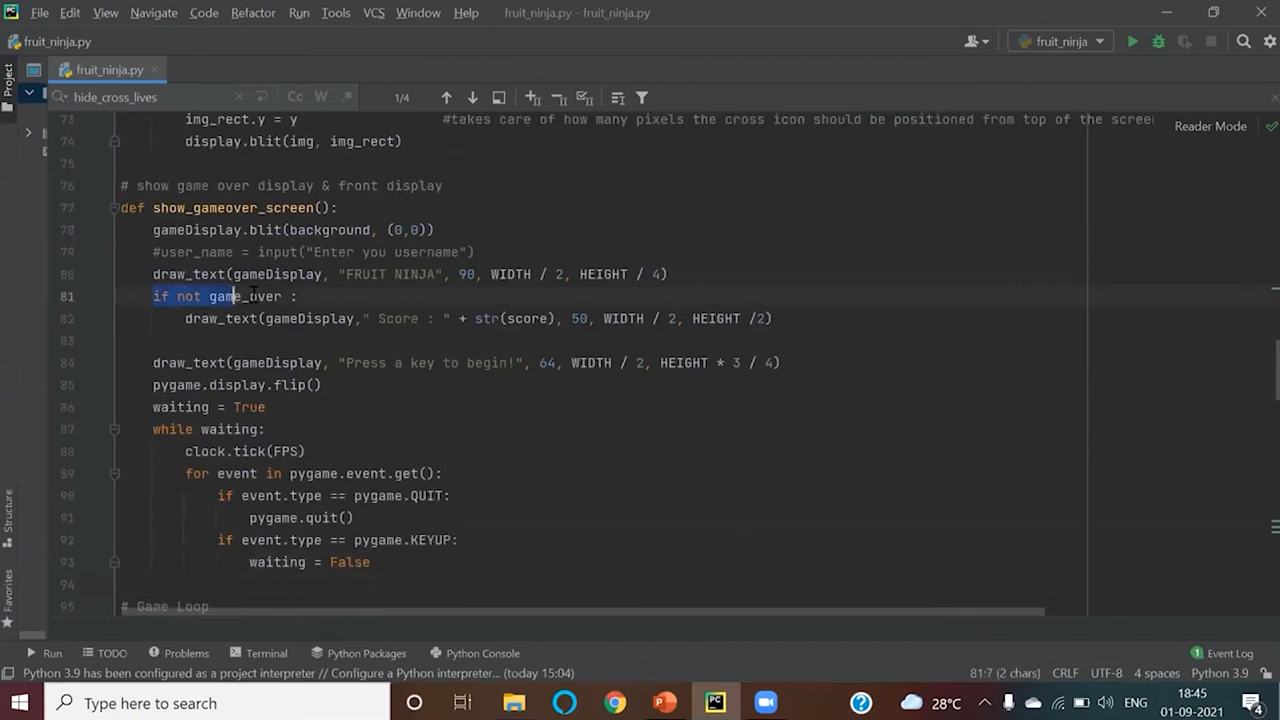 PC File Edit View Navigate Code Refactor Run Tools VCS Window Help fruit_ninja.py - fruit_ninja.py
fruit_ninja.py fruit_ninja
Project fruit_ninja.py
hide_cross_lives Cc W .* 1/4
Reader Mode
73 img_rect.y = y #takes care of how many pixels the cross icon should be positioned from top of the screen
74 display.blit(img, img_rect)
75
76 # show game over display & front display
77 def show_gameover_screen():
78 gameDisplay.blit(background, (0,0))
79 #user_name = input("Enter you username")
80 draw_text(gameDisplay, "FRUIT NINJA", 90, WIDTH / 2, HEIGHT / 4)
81 if not game_over :
82 draw_text(gameDisplay," Score : " + str(score), 50, WIDTH / 2, HEIGHT /2)
84 draw_text(gameDisplay, "Press a key to begin!", 64, WIDTH / 2, HEIGHT * 3 / 4)
85 pygame.display.flip()
86 waiting = True
87 while waiting:
88 clock.tick(FPS)
89 for event in pygame.event.get():
90 if event.type == pygame.QUIT:
91 pygame.quit()
92 if event.type == pygame.KEYUP:
93 waiting = False
94
95 # Game Loop
Structure
Favorites
Run TODO Problems Terminal Python Packages Python Console 1 Event Log
Python 3.9 has been configured as a project interpreter // Configure a Python interpreter... (today 15:04) 81:7 (2 chars) CRLF UTF-8 4 spaces Python 3.9
Type here to search 28°C ENG 18:45
01-09-2021 4